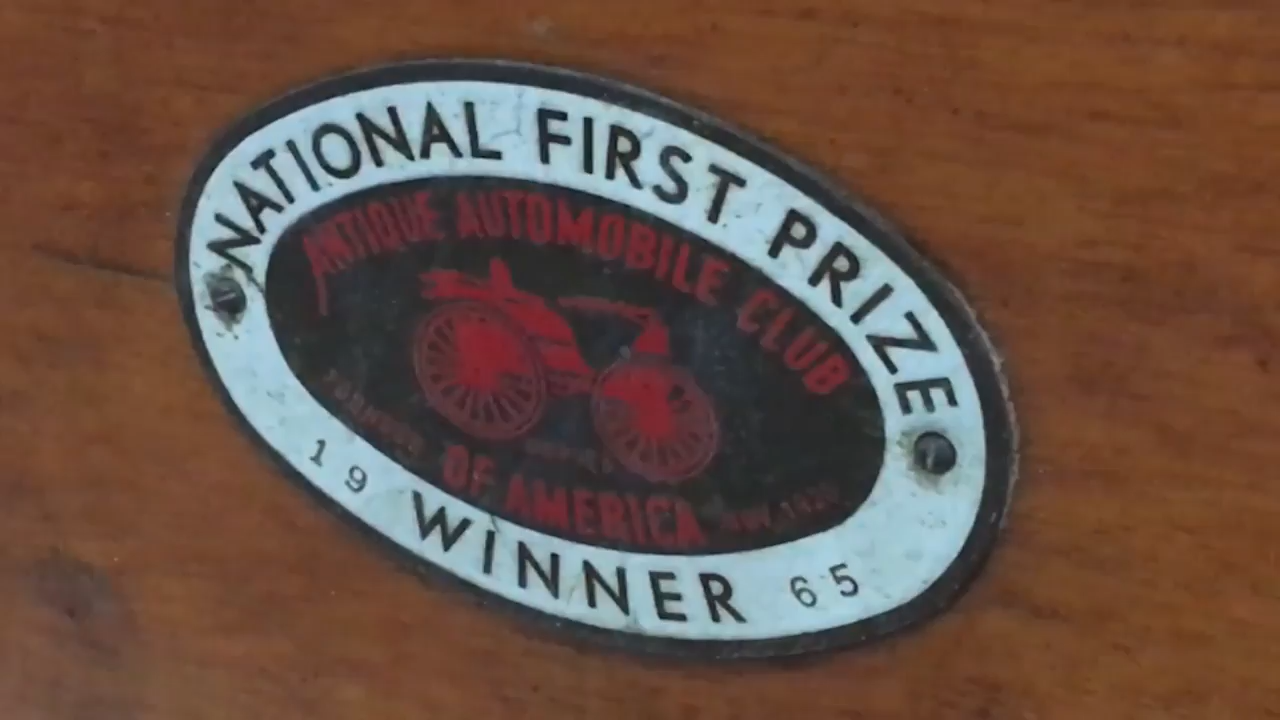 NATIONAL FIRST PRIZE
ANTIQUE AUTOMOBILE CLUB
OF AMERICA
19 WINNER 65